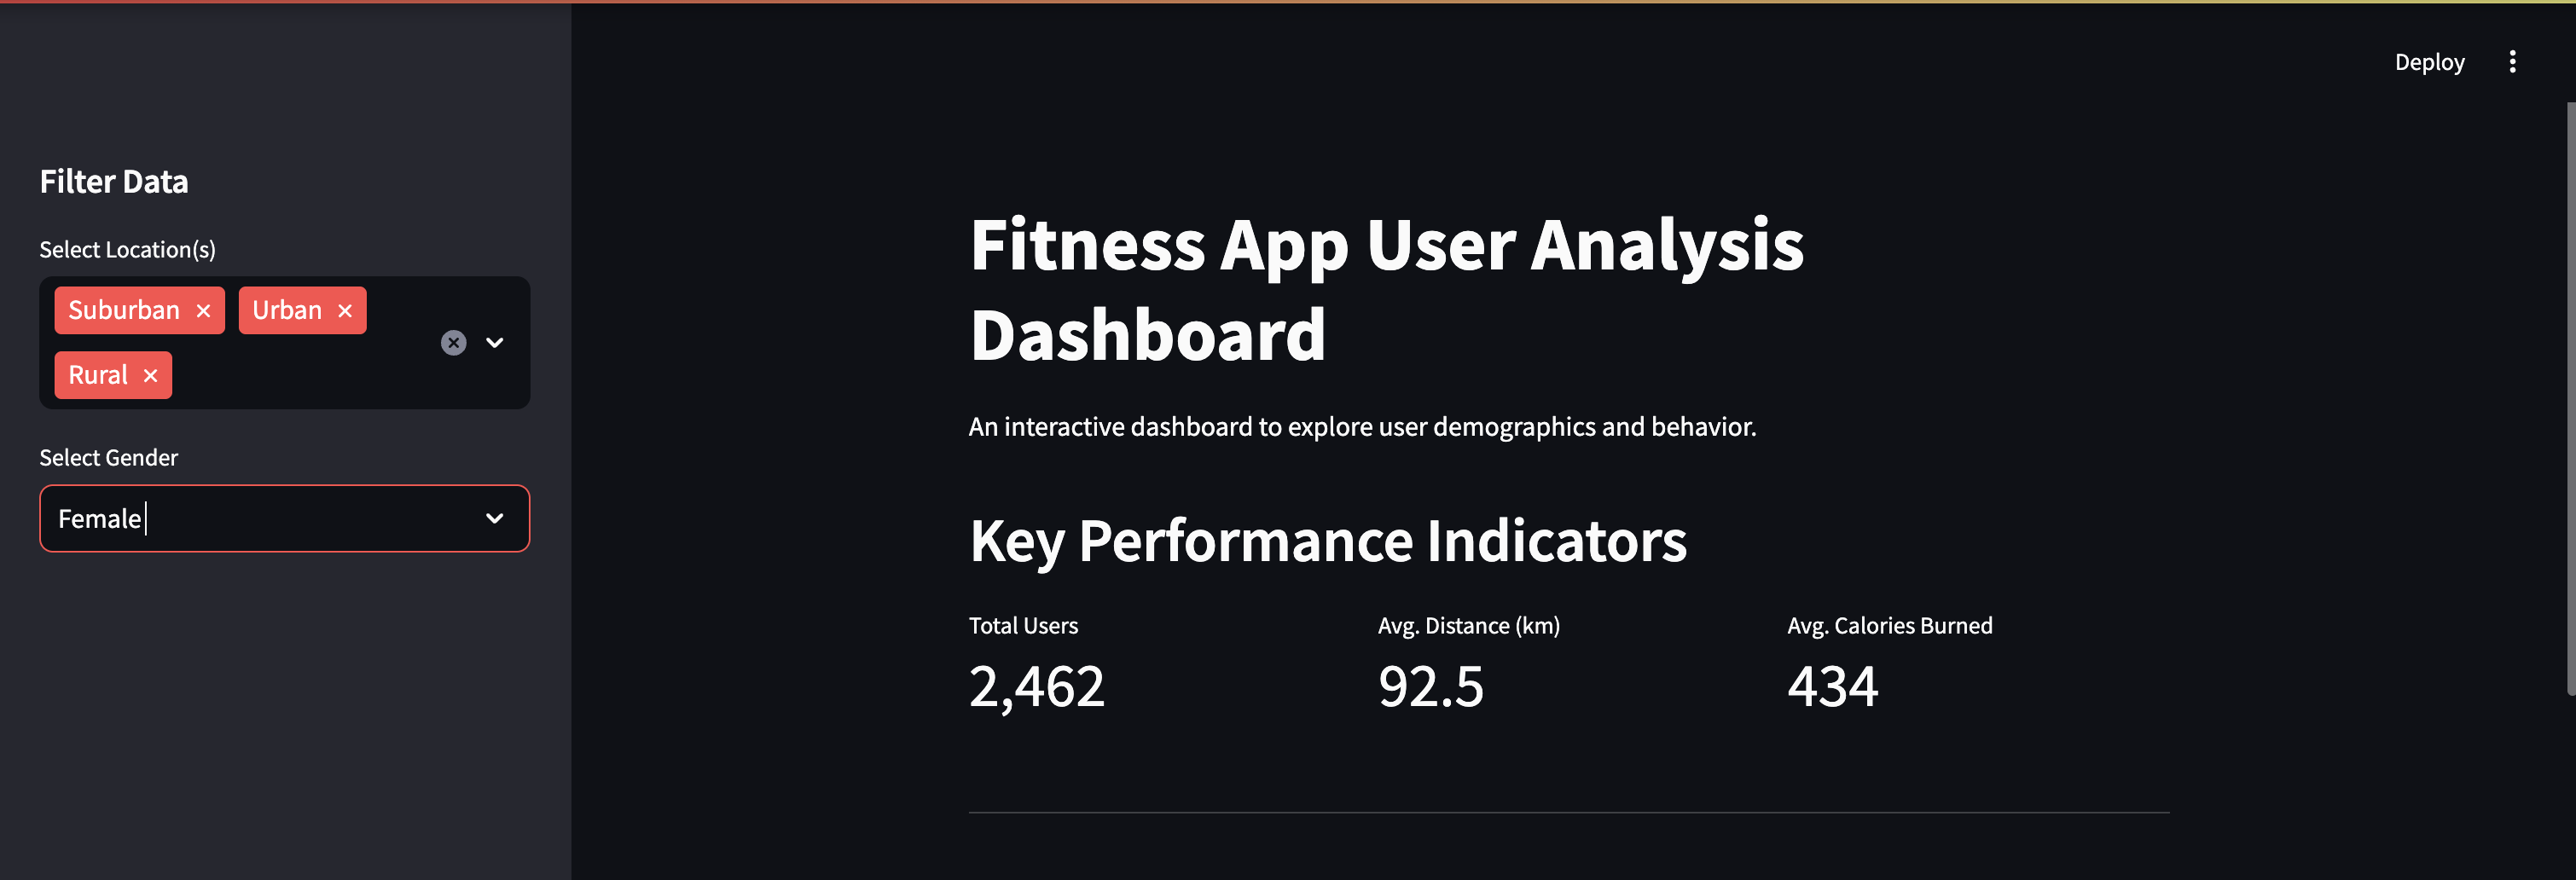 Deploy
Filter Data
Select Location(s)
Suburban
Urban
Rural
Select Gender
Female
Fitness App User Analysis
Dashboard
An interactive dashboard to explore user demographics and behavior.
Key Performance Indicators
Total Users
2,462
Avg. Distance (km)
92.5
Avg. Calories Burned
434